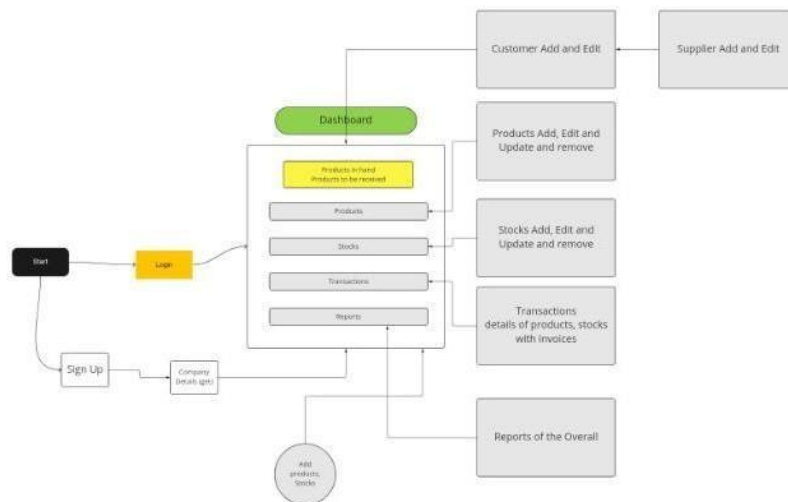 Customer Add and Edit
Supplier Add and Edit
Dashboard
Products In hand
Products to be received
Products
Stocks
Transactions
Reports
Products Add, Edit and
Update and remove
Stocks Add, Edit and
Update and remove
Transactions
details of products, stocks
with invoices
Reports of the Overall
Start
Login
Sign Up
Company
Details (gst)
Add
products,
Stocks